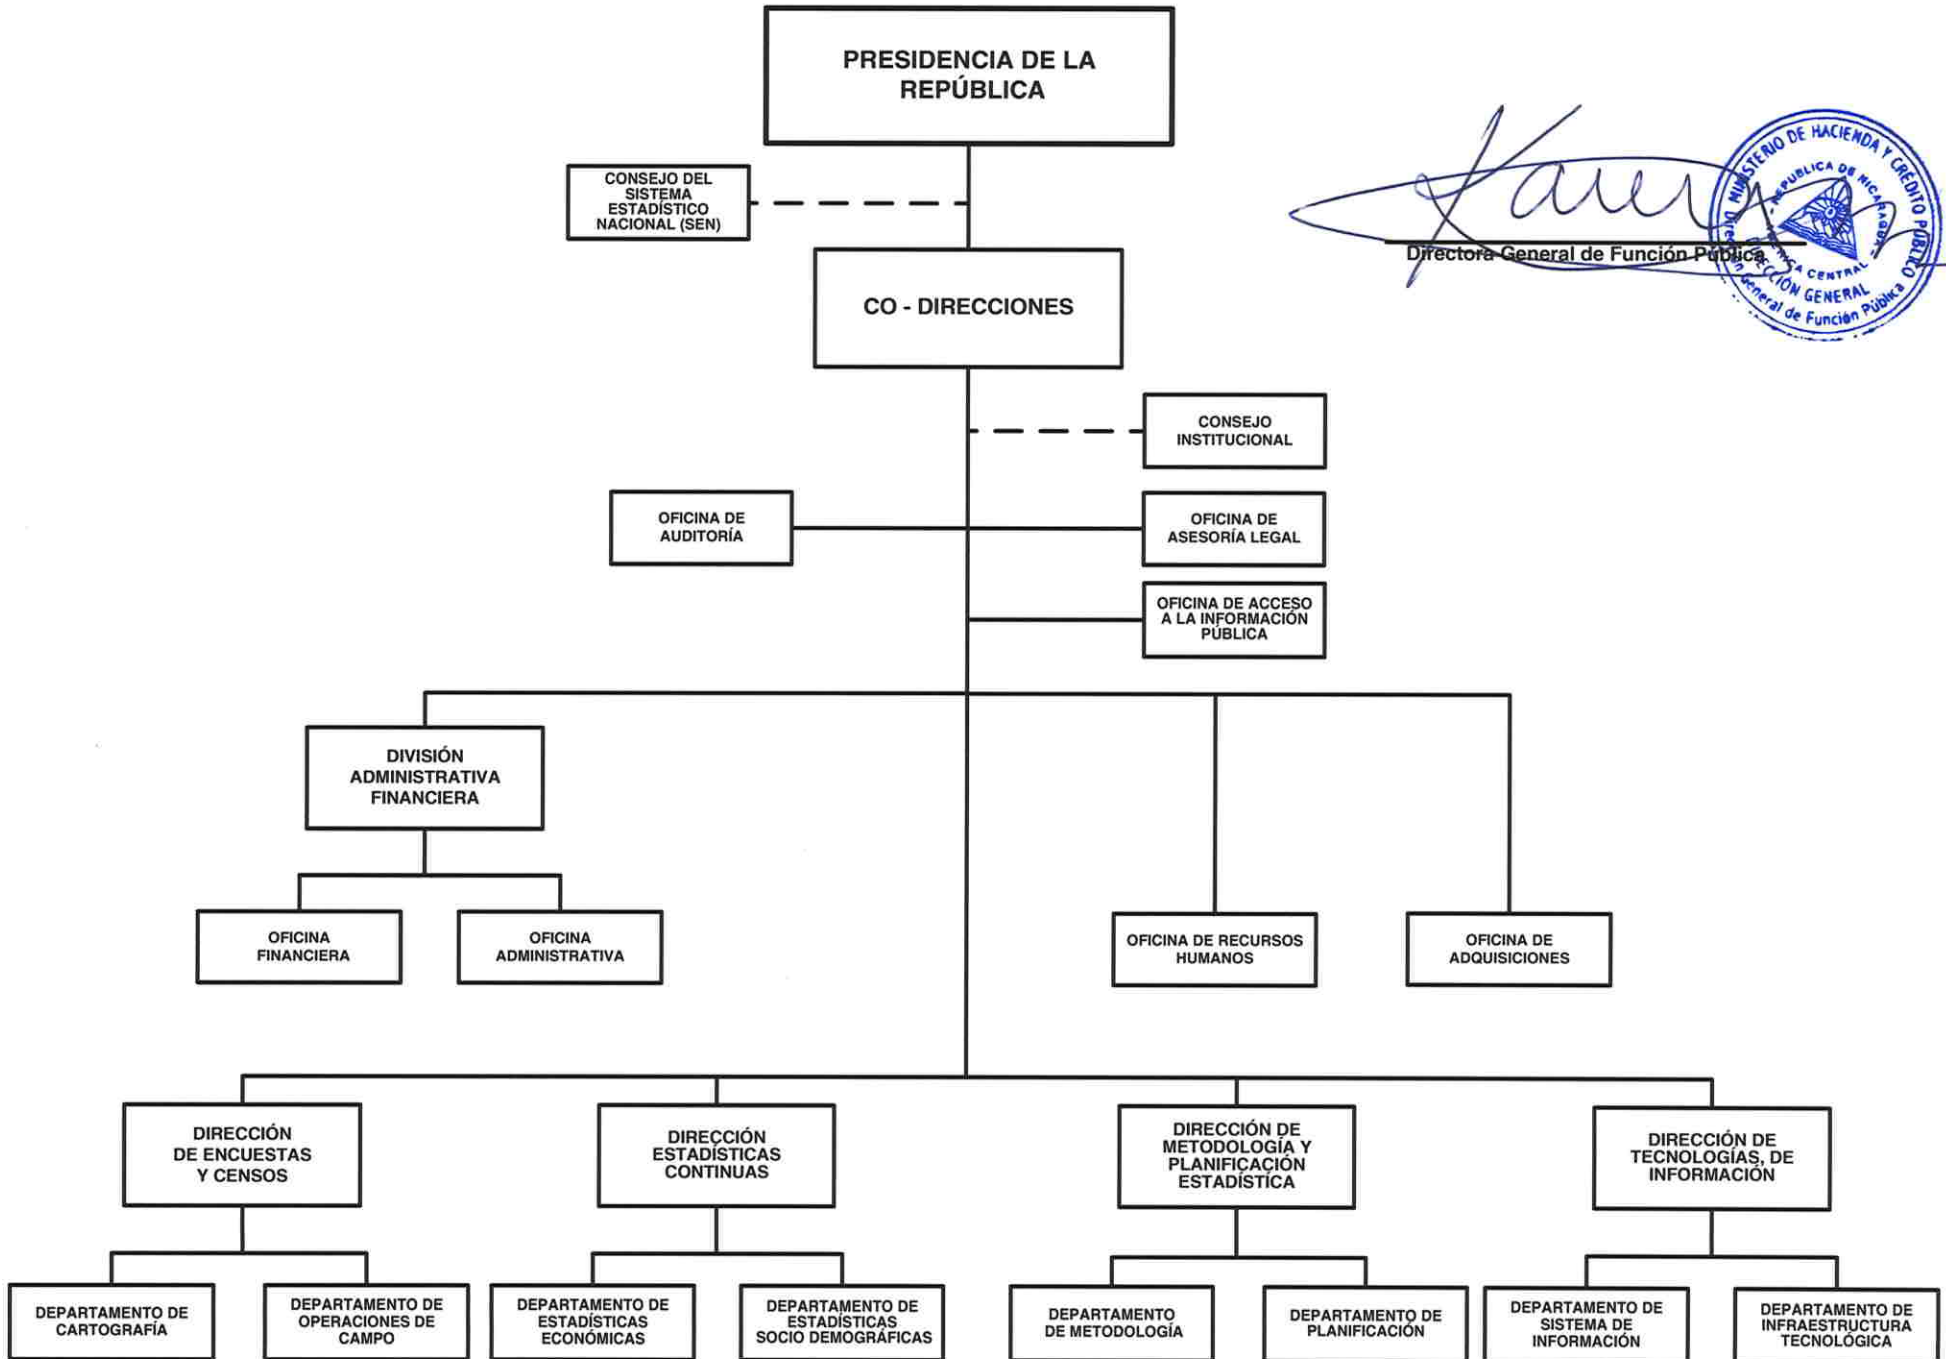 PRESIDENCIA DE LA
REPÚBLICA
CONSEJO DEL
SISTEMA
ESTADÍSTICO
NACIONAL (SEN)
MINISTERIO DE HACIENDA Y CRÉDITO PÚBLICO
REPUBLICA DE NICARAGUA
AMERICA CENTRAL
DIRECCIÓN GENERAL
Dirección General de Función Pública
Directora General de Función Pública
CO - DIRECCIONES
CONSEJO
INSTITUCIONAL
OFICINA DE
AUDITORÍA
OFICINA DE
ASESORÍA LEGAL
OFICINA DE ACCESO
A LA INFORMACIÓN
PÚBLICA
DIVISIÓN
ADMINISTRATIVA
FINANCIERA
OFICINA
FINANCIERA
OFICINA
ADMINISTRATIVA
OFICINA DE RECURSOS
HUMANOS
OFICINA DE
ADQUISICIONES
DIRECCIÓN
DE ENCUESTAS
Y CENSOS
DIRECCIÓN
ESTADÍSTICAS
CONTINUAS
DIRECCIÓN DE
METODOLOGÍA Y
PLANIFICACIÓN
ESTADÍSTICA
DIRECCIÓN DE
TECNOLOGÍAS, DE
INFORMACIÓN
DEPARTAMENTO DE
CARTOGRAFÍA
DEPARTAMENTO DE
OPERACIONES DE
CAMPO
DEPARTAMENTO DE
ESTADÍSTICAS
ECONÓMICAS
DEPARTAMENTO DE
ESTADÍSTICAS
SOCIO DEMOGRÁFICAS
DEPARTAMENTO
DE METODOLOGÍA
DEPARTAMENTO DE
PLANIFICACIÓN
DEPARTAMENTO DE
SISTEMA DE
INFORMACIÓN
DEPARTAMENTO DE
INFRAESTRUCTURA
TECNOLÓGICA